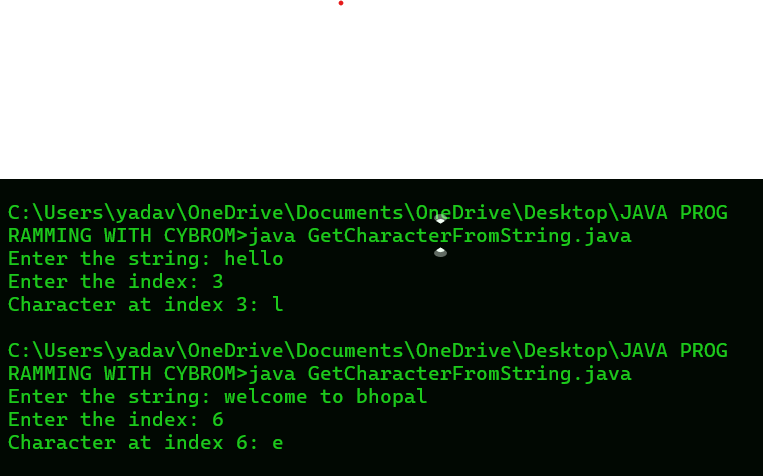 C:\Users\yadav\OneDrive\Documents\OneDrive\Desktop\JAVA PROG
RAMMING WITH CYBROM>java GetCharacterFromString.java
Enter the string: hello
Enter the index: 3
Character at index 3: l
C:\Users\yadav\OneDrive\Documents\OneDrive\Desktop\JAVA PROG
RAMMING WITH CYBROM>java GetCharacterFromString.java
Enter the string: welcome to bhopal
Enter the index: 6
Character at index 6: e